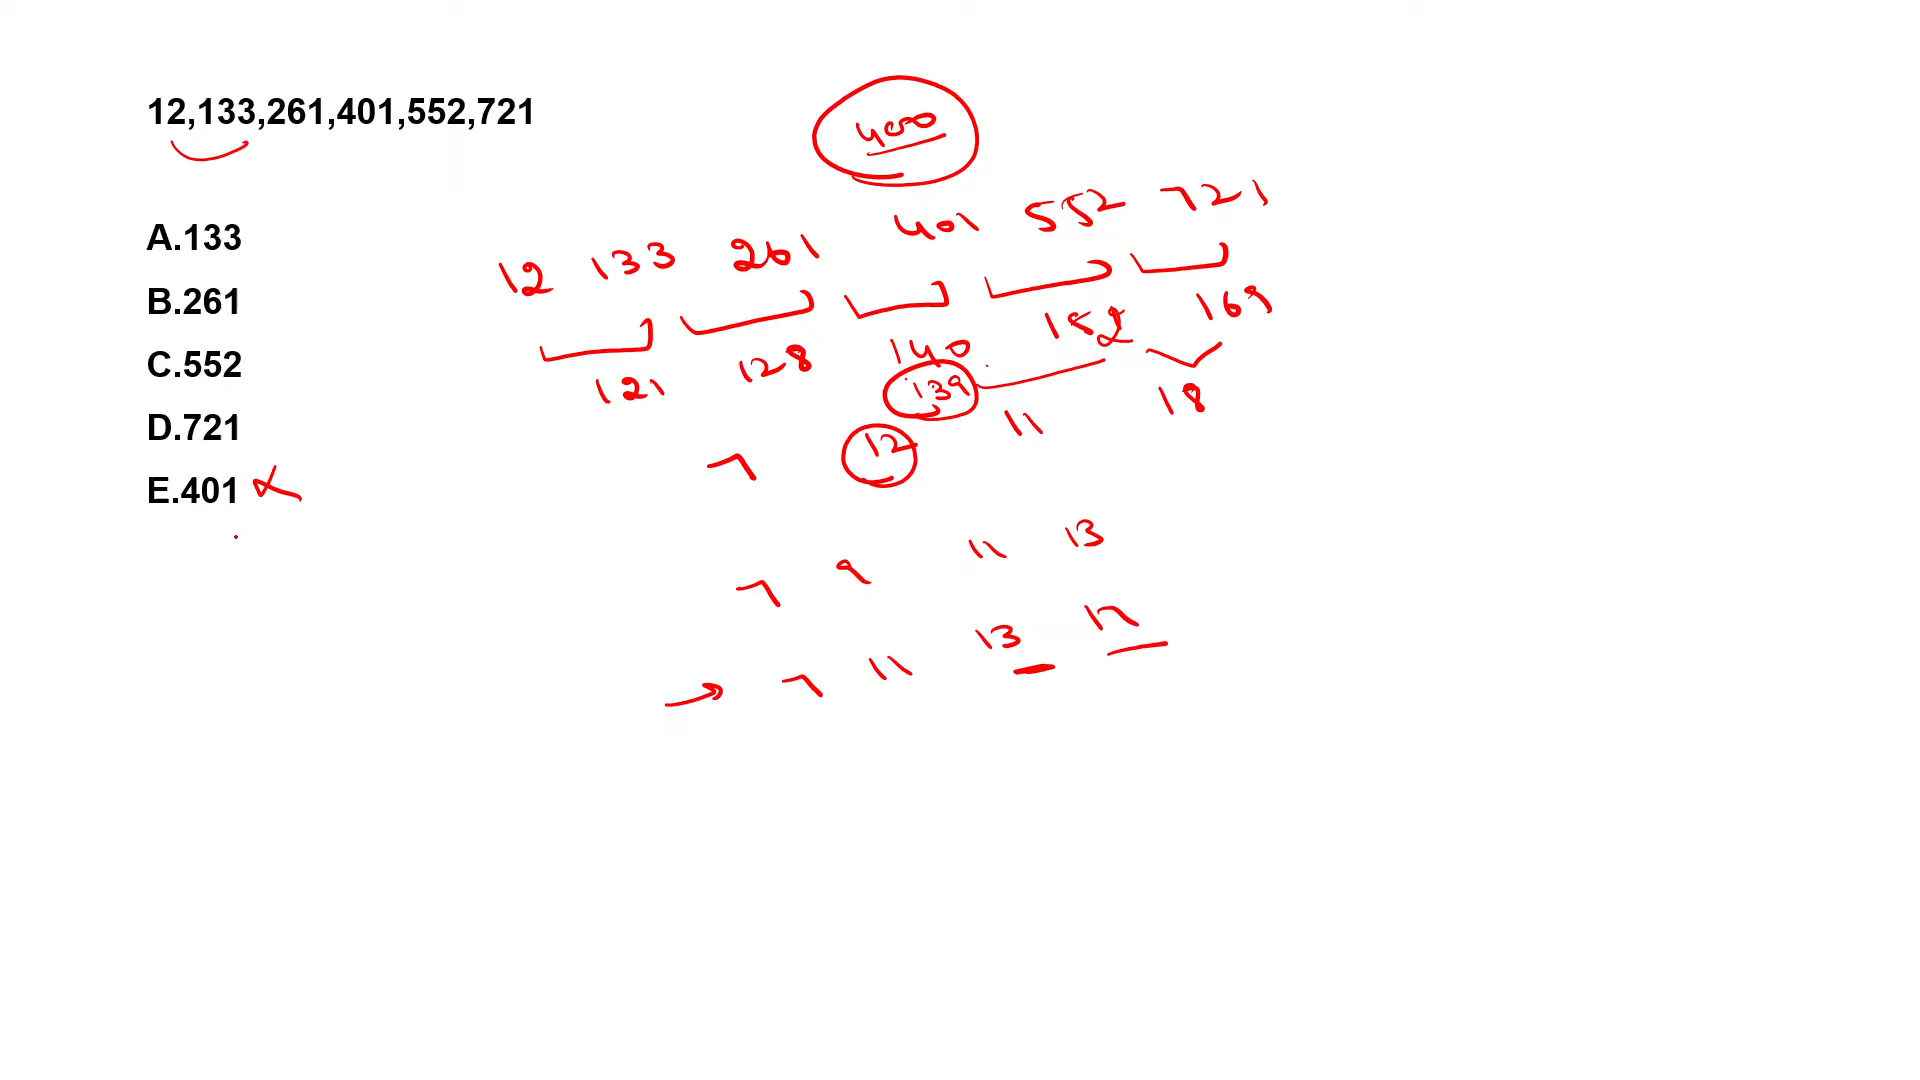 12,133,261,401,552,721
400
A.133
B.261
C.552
D.721
E.401
12 133 261 401 552 721
121 128 140 152 169
139
7 12 11 18
7 9 11 13
7 11 13 17